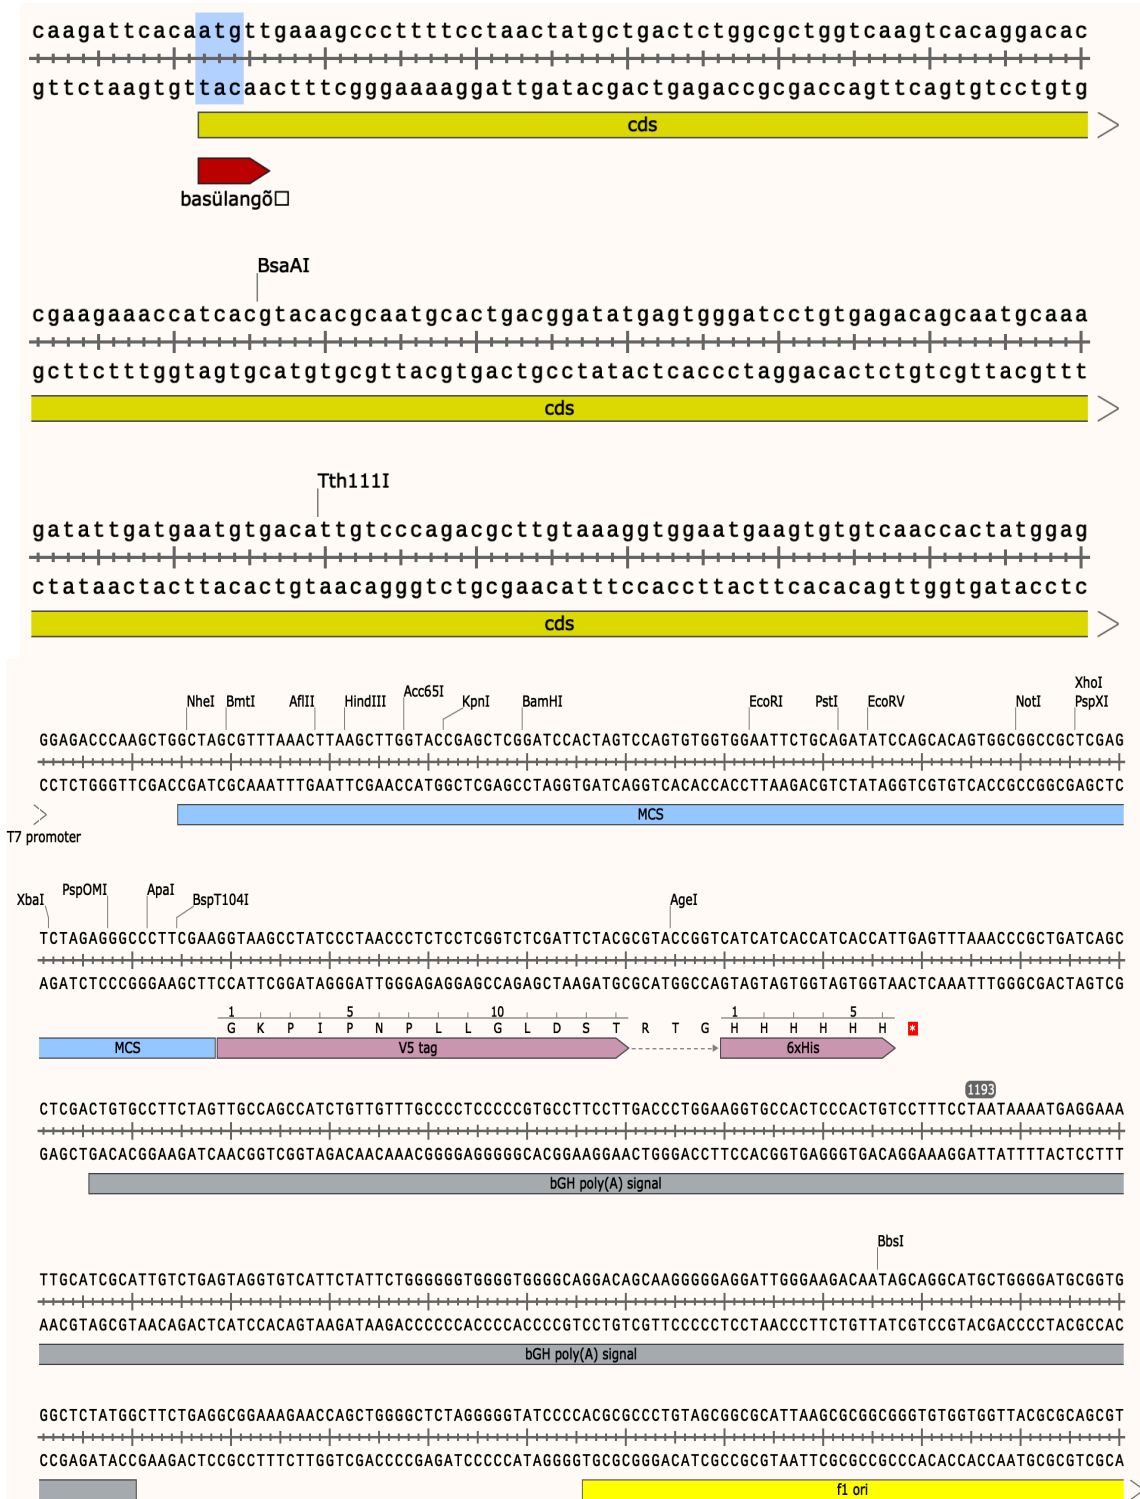 caagattcacaatgttgaaagcccttttcctaactatgctgactctggcgctggtcaagtcacaggacac
gttctaagtgttacaactttcgggaaaaggattgatacgactgagaccgcgaccagttcagtgtcctgtg
cds
basülangõ□
BsaAI
cgaagaaaccatcacgtacacgcaatgcactgacggatatgagtgggatcctgtgagacagcaatgcaaa
gcttctttggtagtgcatgtgcgttacgtgactgcctatactcaccctaggacactctgtcgttacgttt
cds
Tth111I
gatattgatgaatgtgacattgtcccagacgcttgtaaaggtggaatgaagtgtgtcaaccactatggag
ctataactacttacactgtaacagggtctgcgaacatttccaccttacttcacacagttggtgatacctc
cds
XhoI
NheI BmtI AflII HindIII Acc65I KpnI BamHI EcoRI PstI EcoRV NotI PspXI
GGAGACCCAAGCTGGCTAGCGTTTAAACTTAAGCTTGGTACCGAGCTCGGATCCACTAGTCCAGTGTGGTGGAATTCTGCAGATATCCAGCACAGTGGCGGCCGCTCGAG
CCTCTGGGTTCGACCGATCGCAAATTTGAATTCGAACCATGGCTCGAGCCTAGGTGATCAGGTCACACCACCTTAAGACGTCTATAGGTCGTGTCACCGCCGGCGAGCTC
MCS
T7 promoter
XbaI PspOMI ApaI BspT104I AgeI
TCTAGAGGGCCCTTCGAAGGTAAGCCTATCCCTAACCCTCTCCTCGGTCTCGATTCTACGCGTACCGGTCATCATCACCATCACCATTGAGTTTAAACCCGCTGATCAGC
AGATCTCCCGGGAAGCTTCCATTCGGATAGGGATTGGGAGAGGAGCCAGAGCTAAGATGCGCATGGCCAGTAGTAGTGGTAGTGGTAACTCAAATTTGGGCGACTAGTCG
1 5 10 1 5
G K P I P N P L L G L D S T R T G H H H H H H *
MCS V5 tag 6xHis
1193
CTCGACTGTGCCTTCTAGTTGCCAGCCATCTGTTGTTTGCCCCTCCCCCGTGCCTTCCTTGACCCTGGAAGGTGCCACTCCCACTGTCCTTTCCTAATAAAATGAGGAAA
GAGCTGACACGGAAGATCAACGGTCGGTAGACAACAAACGGGGAGGGGGCACGGAAGGAACTGGGACCTTCCACGGTGAGGGTGACAGGAAAGGATTATTTTACTCCTTT
bGH poly(A) signal
BbsI
TTGCATCGCATTGTCTGAGTAGGTGTCATTCTATTCTGGGGGGTGGGGTGGGGCAGGACAGCAAGGGGGAGGATTGGGAAGACAATAGCAGGCATGCTGGGGATGCGGTG
AACGTAGCGTAACAGACTCATCCACAGTAAGATAAGACCCCCCACCCCACCCCGTCCTGTCGTTCCCCCTCCTAACCCTTCTGTTATCGTCCGTACGACCCCTACGCCAC
bGH poly(A) signal
GGCTCTATGGCTTCTGAGGCGGAAAGAACCAGCTGGGGCTCTAGGGGGTATCCCCACGCGCCCTGTAGCGGCGCATTAAGCGCGGCGGGTGTGGTGGTTACGCGCAGCGT
CCGAGATACCGAAGACTCCGCCTTTCTTGGTCGACCCCGAGATCCCCCATAGGGGTGCGCGGGACATCGCCGCGTAATTCGCGCCGCCCACACCACCAATGCGCGTCGCA
f1 ori